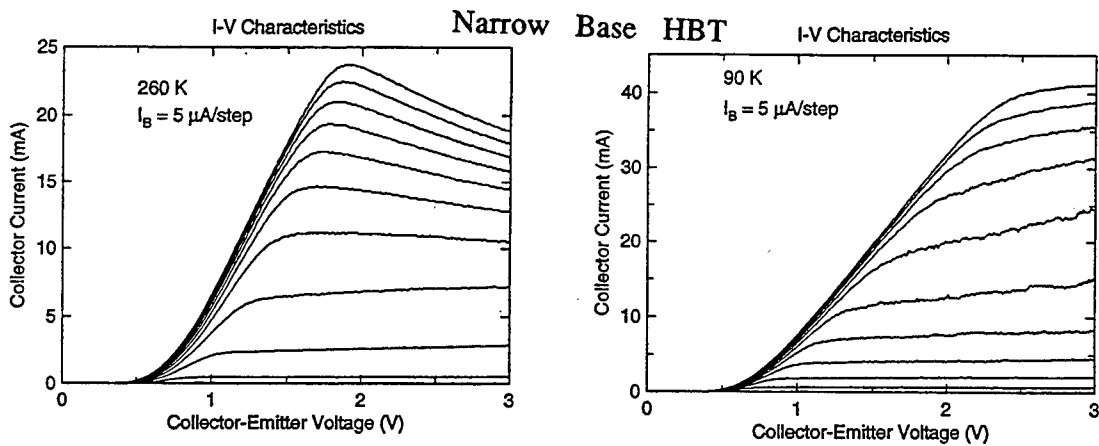 Narrow Base HBT
I-V Characteristics
25
20
15
10
5
0
260 K
I_B = 5 μA/step
Collector Current (mA)
0
1
2
3
Collector-Emitter Voltage (V)
I-V Characteristics
40
30
20
10
0
90 K
I_B = 5 μA/step
Collector Current (mA)
0
1
2
3
Collector-Emitter Voltage (V)